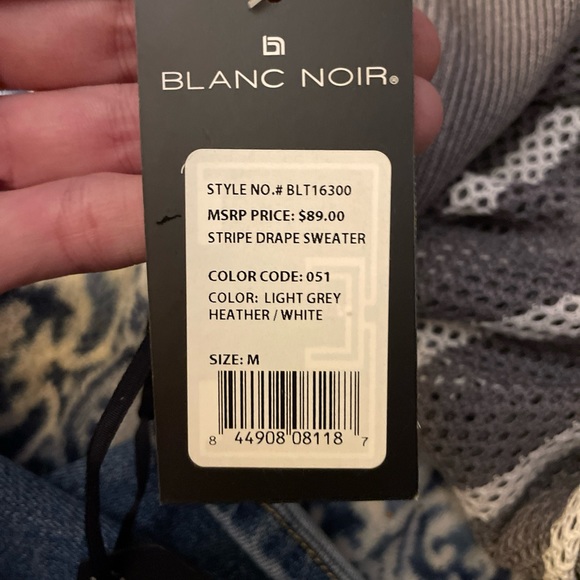 BLANC NOIR®
STYLE NO.# BLT16300
MSRP PRICE: $89.00
STRIPE DRAPE SWEATER
COLOR CODE: 051
COLOR: LIGHT GREY
HEATHER / WHITE
SIZE: M
8 44908 08118 7